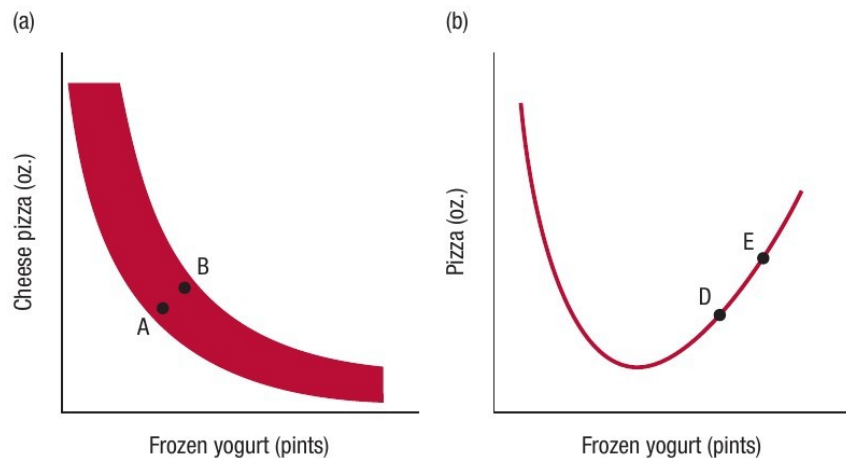 (a)
Cheese pizza (oz.)
A
B
Frozen yogurt (pints)
(b)
Pizza (oz.)
D
E
Frozen yogurt (pints)